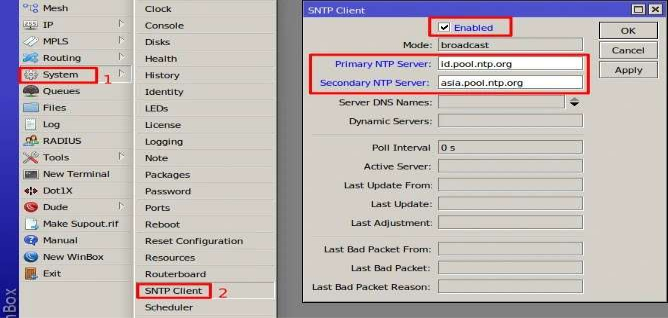 Mesh
IP
MPLS
Routing
System
1
Queues
Files
Log
RADIUS
Tools
New Terminal
Dot1X
Dude
Make Supout.rif
Manual
New WinBox
Exit
nBox
Clock
Console
Disks
Health
History
Identity
LEDs
License
Logging
Note
Packages
Password
Ports
Reboot
Reset Configuration
Resources
Routerboard
SNTP Client
2
Scheduler
SNTP Client
Enabled
Mode: broadcast
Primary NTP Server: id.pool.ntp.org
Secondary NTP Server: asia.pool.ntp.org
Server DNS Names:
Dynamic Servers:
Poll Interval 0 s
Active Server:
Last Update From:
Last Update:
Last Adjustment:
Last Bad Packet From:
Last Bad Packet:
Last Bad Packet Reason:
OK
Cancel
Apply